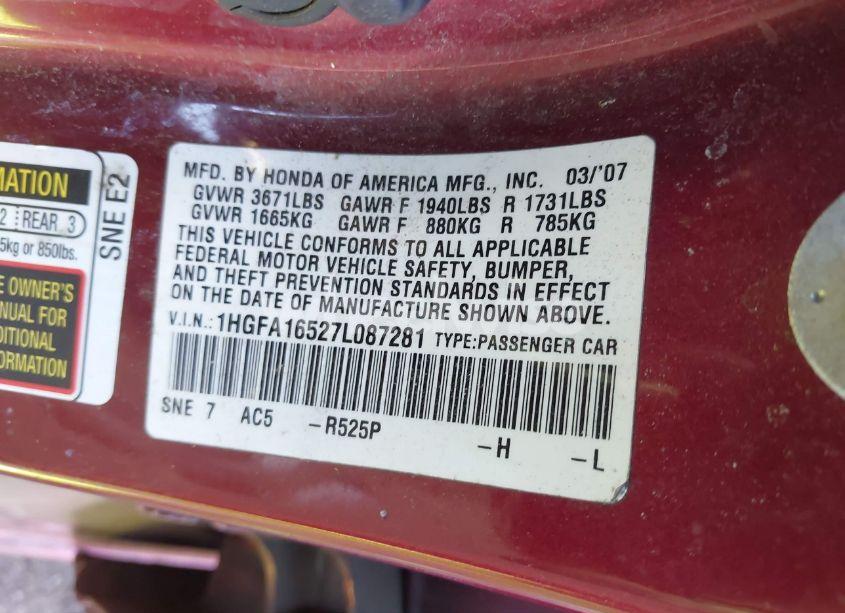 MATION
2 REAR 3
5kg or 850lbs.
SNE E2
E OWNER'S
NUAL FOR
DITIONAL
FORMATION
MFD. BY HONDA OF AMERICA MFG., INC. 03/'07
GVWR 3671LBS GAWR F 1940LBS R 1731LBS
GVWR 1665KG GAWR F 880KG R 785KG
THIS VEHICLE CONFORMS TO ALL APPLICABLE
FEDERAL MOTOR VEHICLE SAFETY, BUMPER,
AND THEFT PREVENTION STANDARDS IN EFFECT
ON THE DATE OF MANUFACTURE SHOWN ABOVE.
V.I.N.: 1HGFA16527L087281 TYPE:PASSENGER CAR
SNE 7 AC5 -R525P -H -L